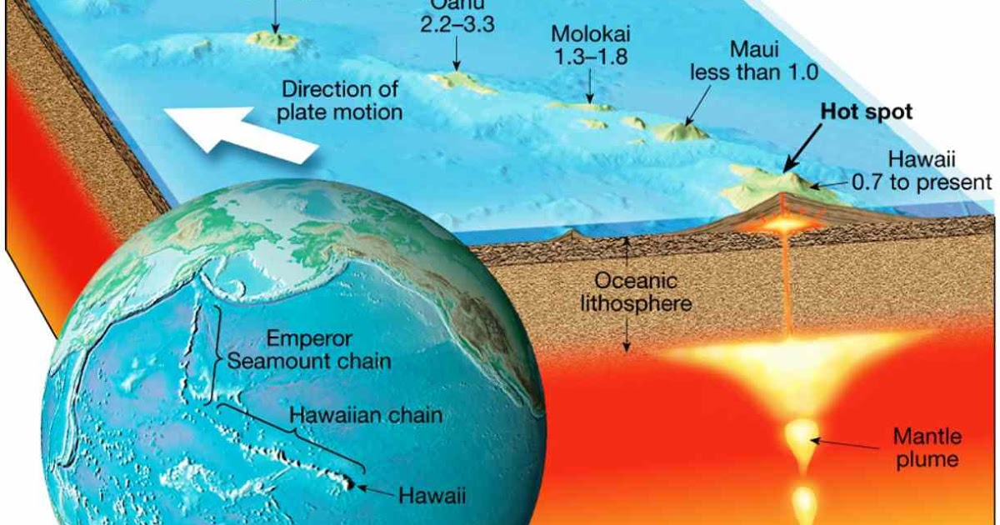 Oahu
2.2–3.3
Molokai
1.3–1.8
Maui
less than 1.0
Direction of
plate motion
Hot spot
Hawaii
0.7 to present
Oceanic
lithosphere
Emperor
Seamount chain
Hawaiian chain
Hawaii
Mantle
plume